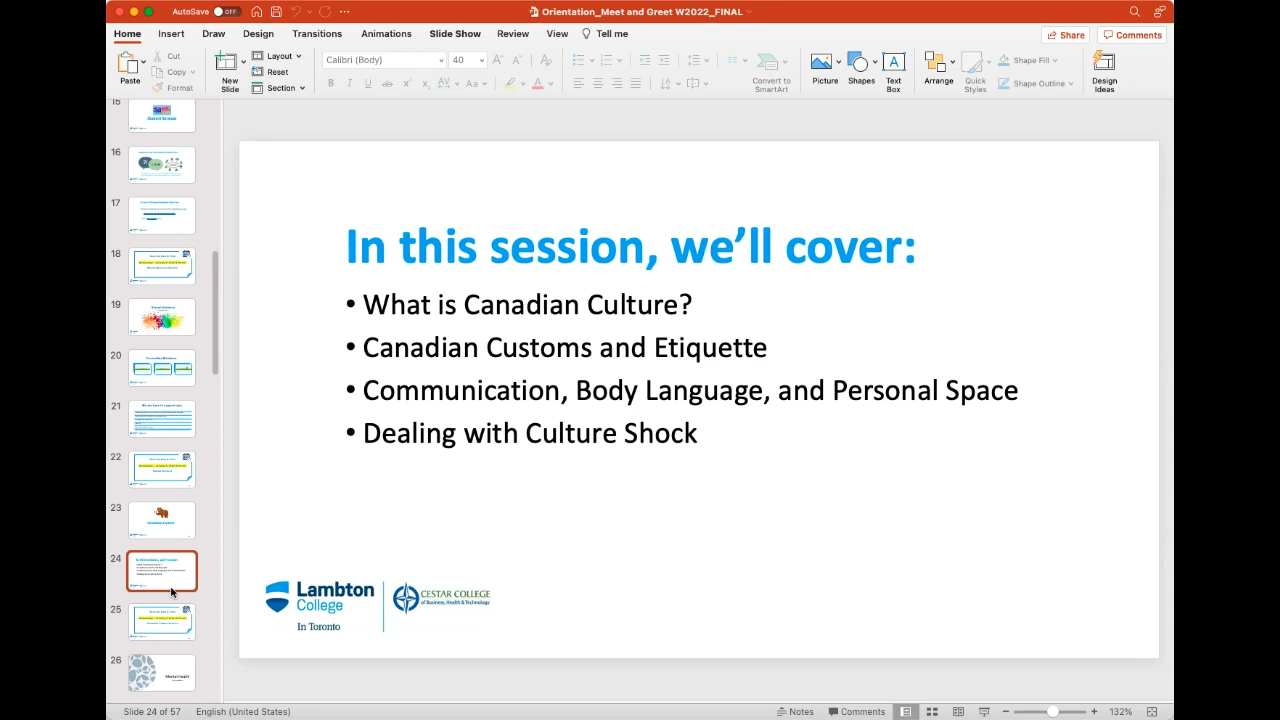 AutoSave OFF
Orientation_Meet and Greet W2022_FINAL
Home Insert Draw Design Transitions Animations Slide Show Review View Tell me
Share Comments
Paste
Cut
Copy
Format
New
Slide
Layout
Reset
Section
Calibri (Body) 40
Convert to
SmartArt
Picture
Shapes
Text
Box
Arrange
Quick
Styles
Shape Fill
Shape Outline
Design
Ideas
15
16
17
18
19
20
21
22
23
24
25
26
In this session, we’ll cover:
• What is Canadian Culture?
• Canadian Customs and Etiquette
• Communication, Body Language, and Personal Space
• Dealing with Culture Shock
Lambton
College
In Toronto
CESTAR COLLEGE
of Business, Health & Technology
Slide 24 of 57 English (United States)
Notes Comments 132%